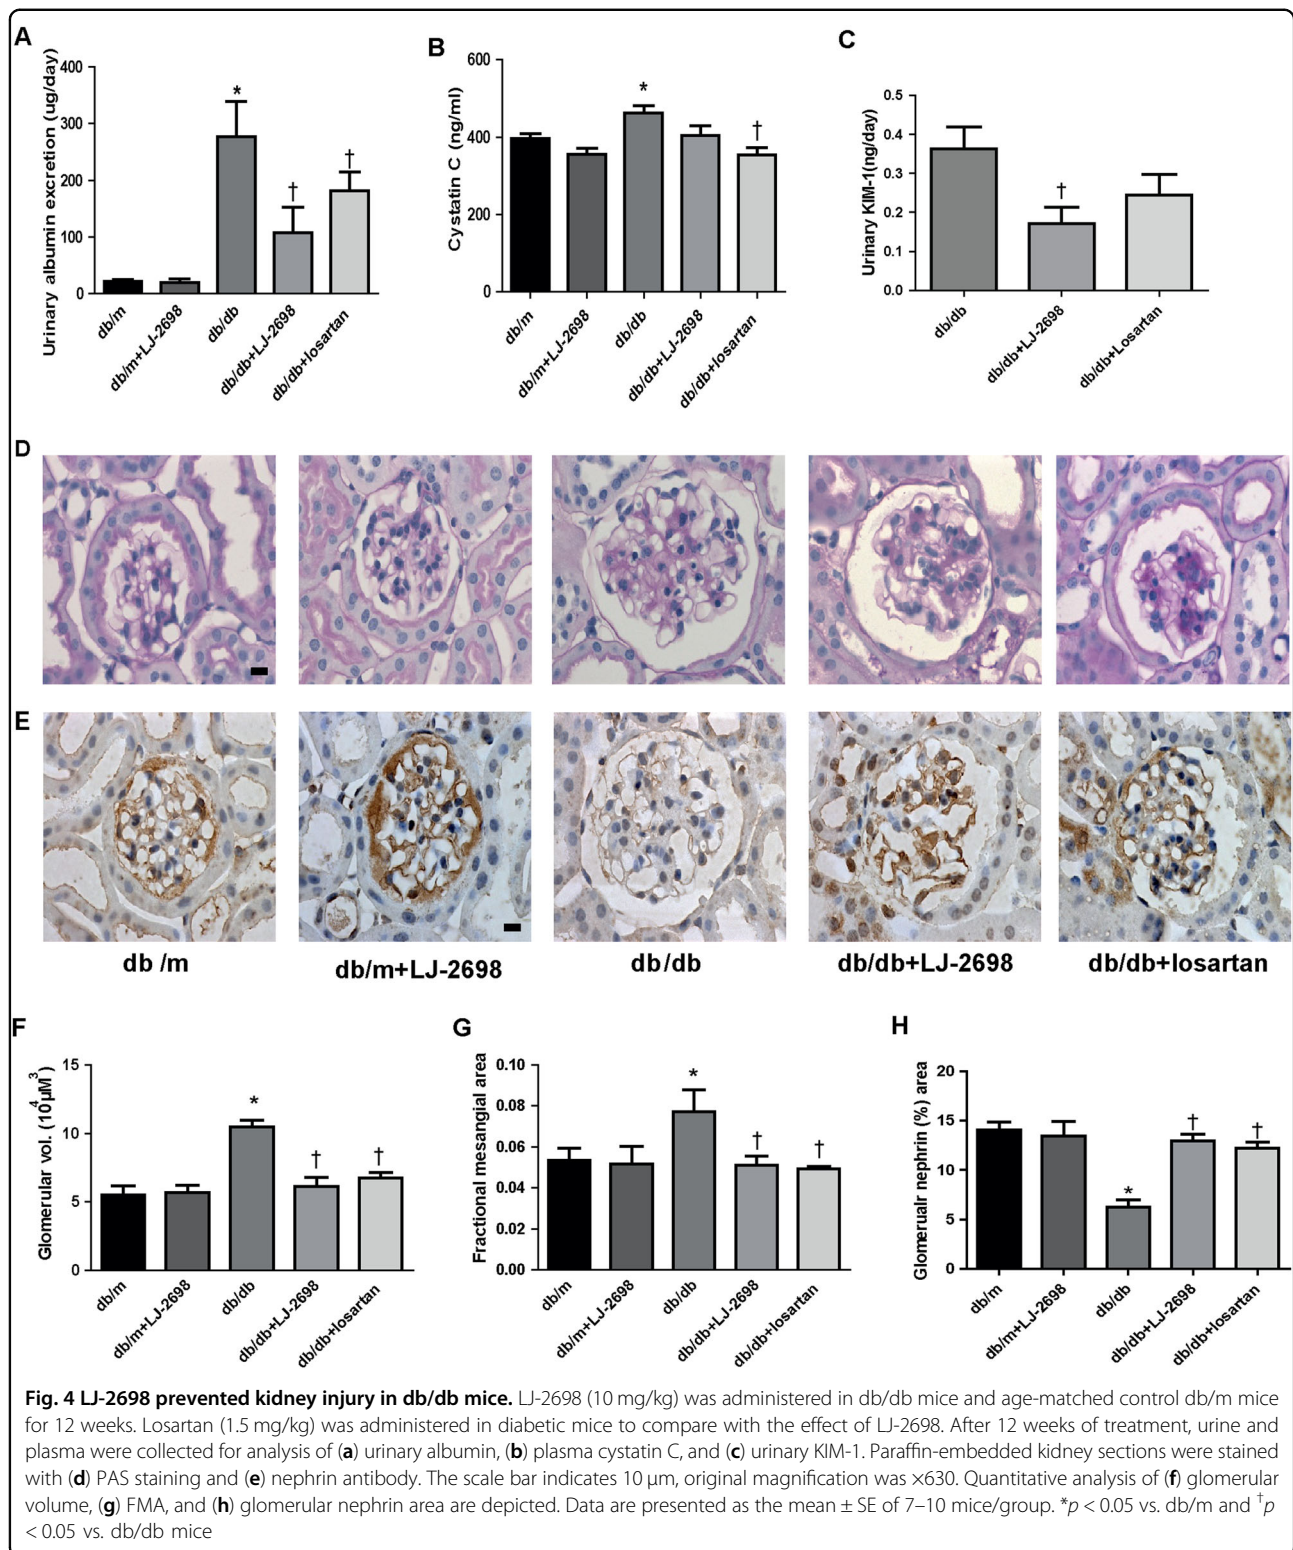 A
Urinary albumin excretion (ug/day)
400
300
200
100
0
*
†
†
db/m
db/m+LJ-2698
db/db
db/db+LJ-2698
db/db+losartan
B
Cystatin C (ng/ml)
600
400
200
0
*
†
db/m
db/m+LJ-2698
db/db
db/db+LJ-2698
db/db+losartan
C
Urinary KIM-1(ng/day)
0.5
0.4
0.3
0.2
0.1
0.0
†
db/db
db/db+LJ-2698
db/db+Losartan
D
E
db /m
db/m+LJ-2698
db/db
db/db+LJ-2698
db/db+losartan
F
Glomerular vol. (10⁴µM³)
15
10
5
0
*
†
†
db/m
db/m+LJ-2698
db/db
db/db+LJ-2698
db/db+losartan
G
Fractional mesangial area
0.10
0.08
0.06
0.04
0.02
0.00
*
†
†
db/m
db/m+LJ-2698
db/db
db/db+LJ-2698
db/db+losartan
H
Glomerualr nephrin (%) area
20
15
10
5
0
*
†
†
db/m
db/m+LJ-2698
db/db
db/db+LJ-2698
db/db+losartan
Fig. 4 LJ-2698 prevented kidney injury in db/db mice. LJ-2698 (10 mg/kg) was administered in db/db mice and age-matched control db/m mice
for 12 weeks. Losartan (1.5 mg/kg) was administered in diabetic mice to compare with the effect of LJ-2698. After 12 weeks of treatment, urine and
plasma were collected for analysis of (a) urinary albumin, (b) plasma cystatin C, and (c) urinary KIM-1. Paraffin-embedded kidney sections were stained
with (d) PAS staining and (e) nephrin antibody. The scale bar indicates 10 µm, original magnification was ×630. Quantitative analysis of (f) glomerular
volume, (g) FMA, and (h) glomerular nephrin area are depicted. Data are presented as the mean ± SE of 7–10 mice/group. *p < 0.05 vs. db/m and †p
< 0.05 vs. db/db mice